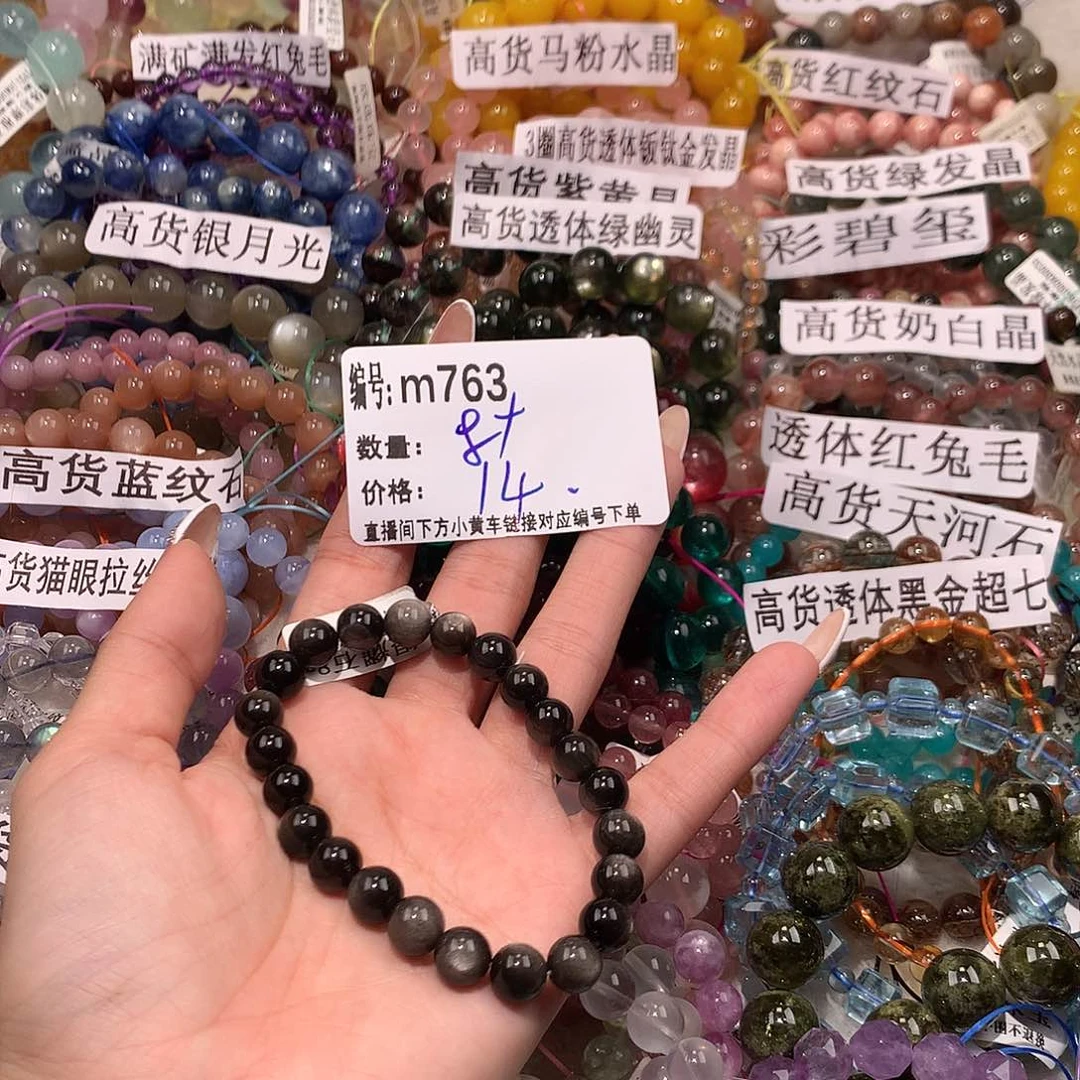 满矿满发红兔毛
高货马粉水晶
高货红纹石
3圈高货透体钣钛金发晶
高货紫黄晶
高货绿发晶
高货透体绿幽灵
彩碧玺
高货银月光
高货奶白晶
编号: m763
数量: 8+
价格: 14.
直播间下方小黄车链接对应编号下单
透体红兔毛
高货蓝纹石
高货天河石
高货猫眼拉丝
高货透体黑金超七